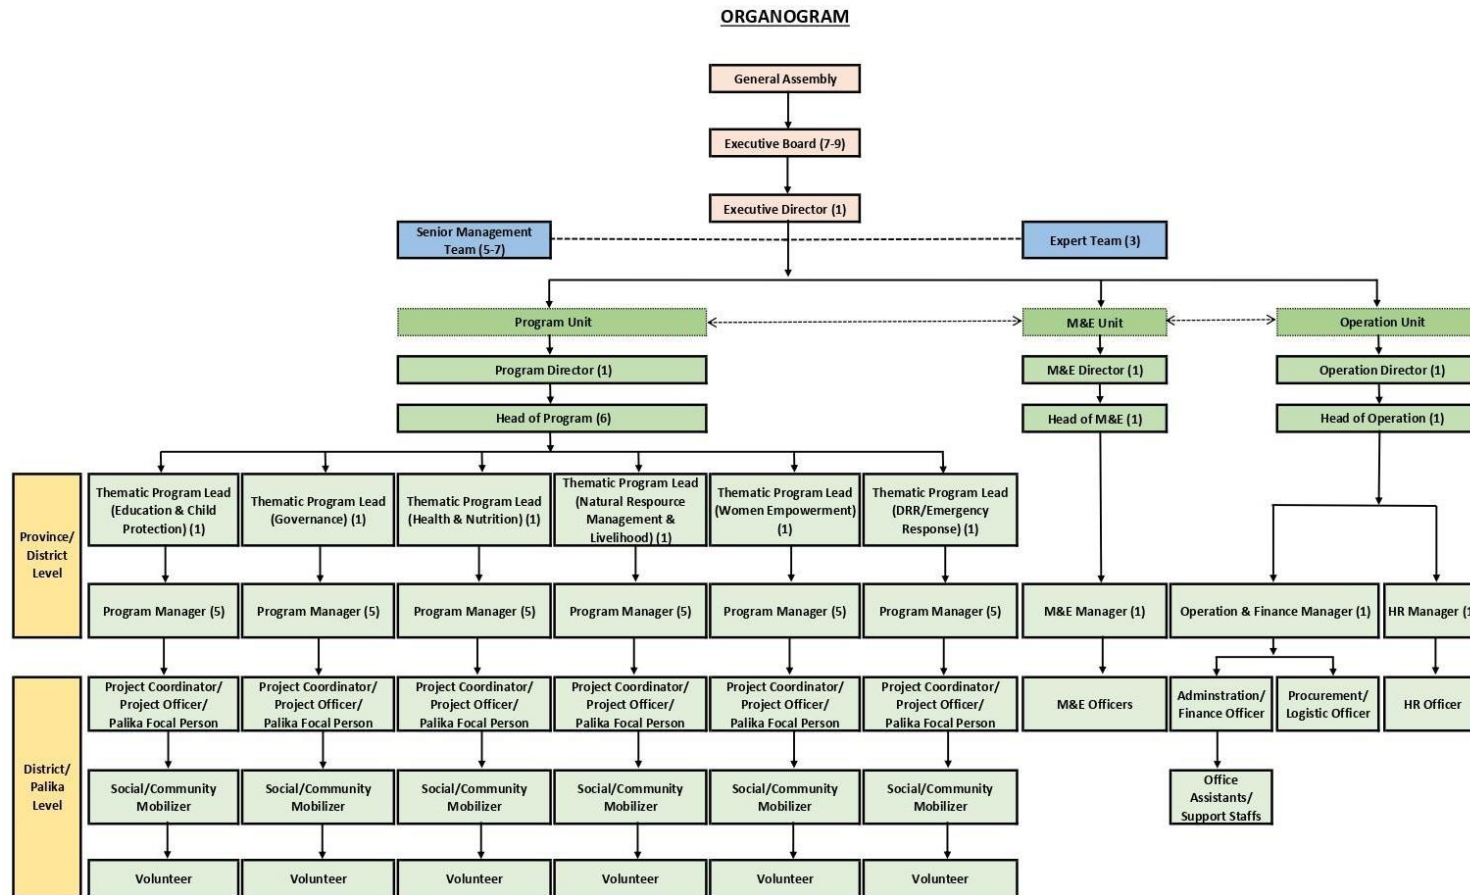 ORGANOGRAM
General Assembly
Executive Board (7-9)
Executive Director (1)
Senior Management
Team (5-7)
Expert Team (3)
Program Unit
M&E Unit
Operation Unit
Program Director (1)
M&E Director (1)
Operation Director (1)
Head of Program (6)
Head of M&E (1)
Head of Operation (1)
Province/
District
Level
Thematic Program Lead
(Education & Child
Protection) (1)
Thematic Program Lead
(Governance) (1)
Thematic Program Lead
(Health & Nutrition) (1)
Thematic Program Lead
(Natural Respource
Management &
Livelihood) (1)
Thematic Program Lead
(Women Empowerment)
(1)
Thematic Program Lead
(DRR/Emergency
Response) (1)
Program Manager (5)
Program Manager (5)
Program Manager (5)
Program Manager (5)
Program Manager (5)
Program Manager (5)
M&E Manager (1)
Operation & Finance Manager (1)
HR Manager (1
District/
Palika
Level
Project Coordinator/
Project Officer/
Palika Focal Person
Project Coordinator/
Project Officer/
Palika Focal Person
Project Coordinator/
Project Officer/
Palika Focal Person
Project Coordinator/
Project Officer/
Palika Focal Person
Project Coordinator/
Project Officer/
Palika Focal Person
Project Coordinator/
Project Officer/
Palika Focal Person
M&E Officers
Adminstration/
Finance Officer
Procurement/
Logistic Officer
HR Officer
Social/Community
Mobilizer
Social/Community
Mobilizer
Social/Community
Mobilizer
Social/Community
Mobilizer
Social/Community
Mobilizer
Social/Community
Mobilizer
Office
Assistants/
Support Staffs
Volunteer
Volunteer
Volunteer
Volunteer
Volunteer
Volunteer